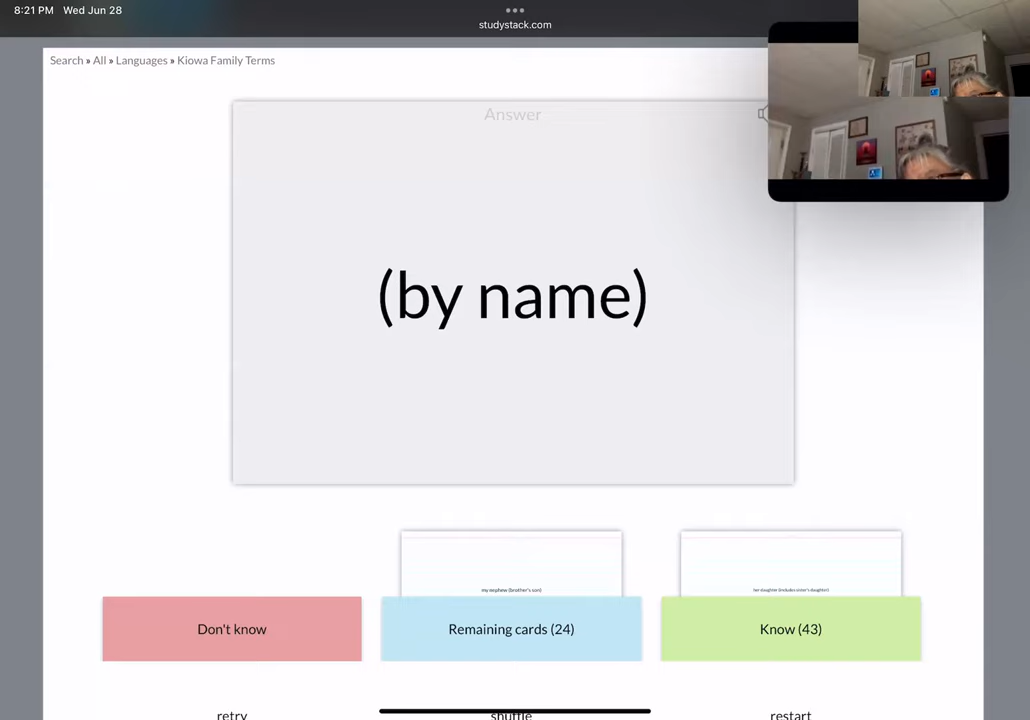 8:21 PM Wed Jun 28
studystack.com
Search » All » Languages » Kiowa Family Terms
Answer
(by name)
my nephew (brother's son)
her daughter (includes sister's daughter)
Don't know
Remaining cards (24)
Know (43)
retry
shuffle
restart